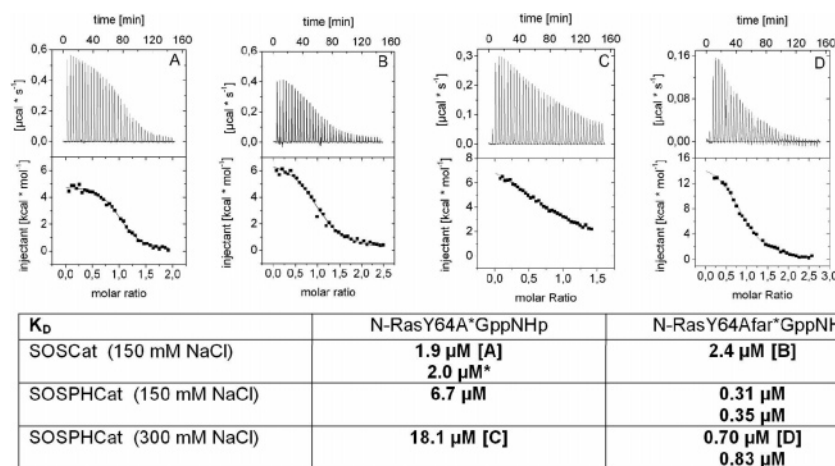 time [min] time [min] time [min] time [min]
0 40 80 120 160 0 40 80 120 160 0 40 80 120 160 0 40 80 120 160
A B C D
0,6 0,6 0,3 0,16
0,4 0,4 0,2
0,2 0,2 0,1 0,08
0,0 0,0 0,0 0,00
[µcal * s⁻¹] [µcal * s⁻¹] [µcal * s⁻¹] [µcal * s⁻¹]
6 6 8 16
4 4 6 12
2 2 4 8
0 0 2 4
0 0
injectant [kcal * mol⁻¹] injectant [kcal * mol⁻¹] injectant [kcal * mol⁻¹] injectant [kcal * mol⁻¹]
0,0 0,5 1,0 1,5 2,0 0,0 0,5 1,0 1,5 2,0 2,5 0,0 0,5 1,0 1,5 0,0 0,5 1,0 1,5 2,0 2,5 3,0
molar ratio molar ratio molar Ratio molar ratio
K_D N-RasY64A*GppNHp N-RasY64Afar*GppNH
SOSCat (150 mM NaCl) 1.9 µM [A] 2.4 µM [B]
2.0 µM*
SOSPHCat (150 mM NaCl) 6.7 µM 0.31 µM
0.35 µM
SOSPHCat (300 mM NaCl) 18.1 µM [C] 0.70 µM [D]
0.83 µM